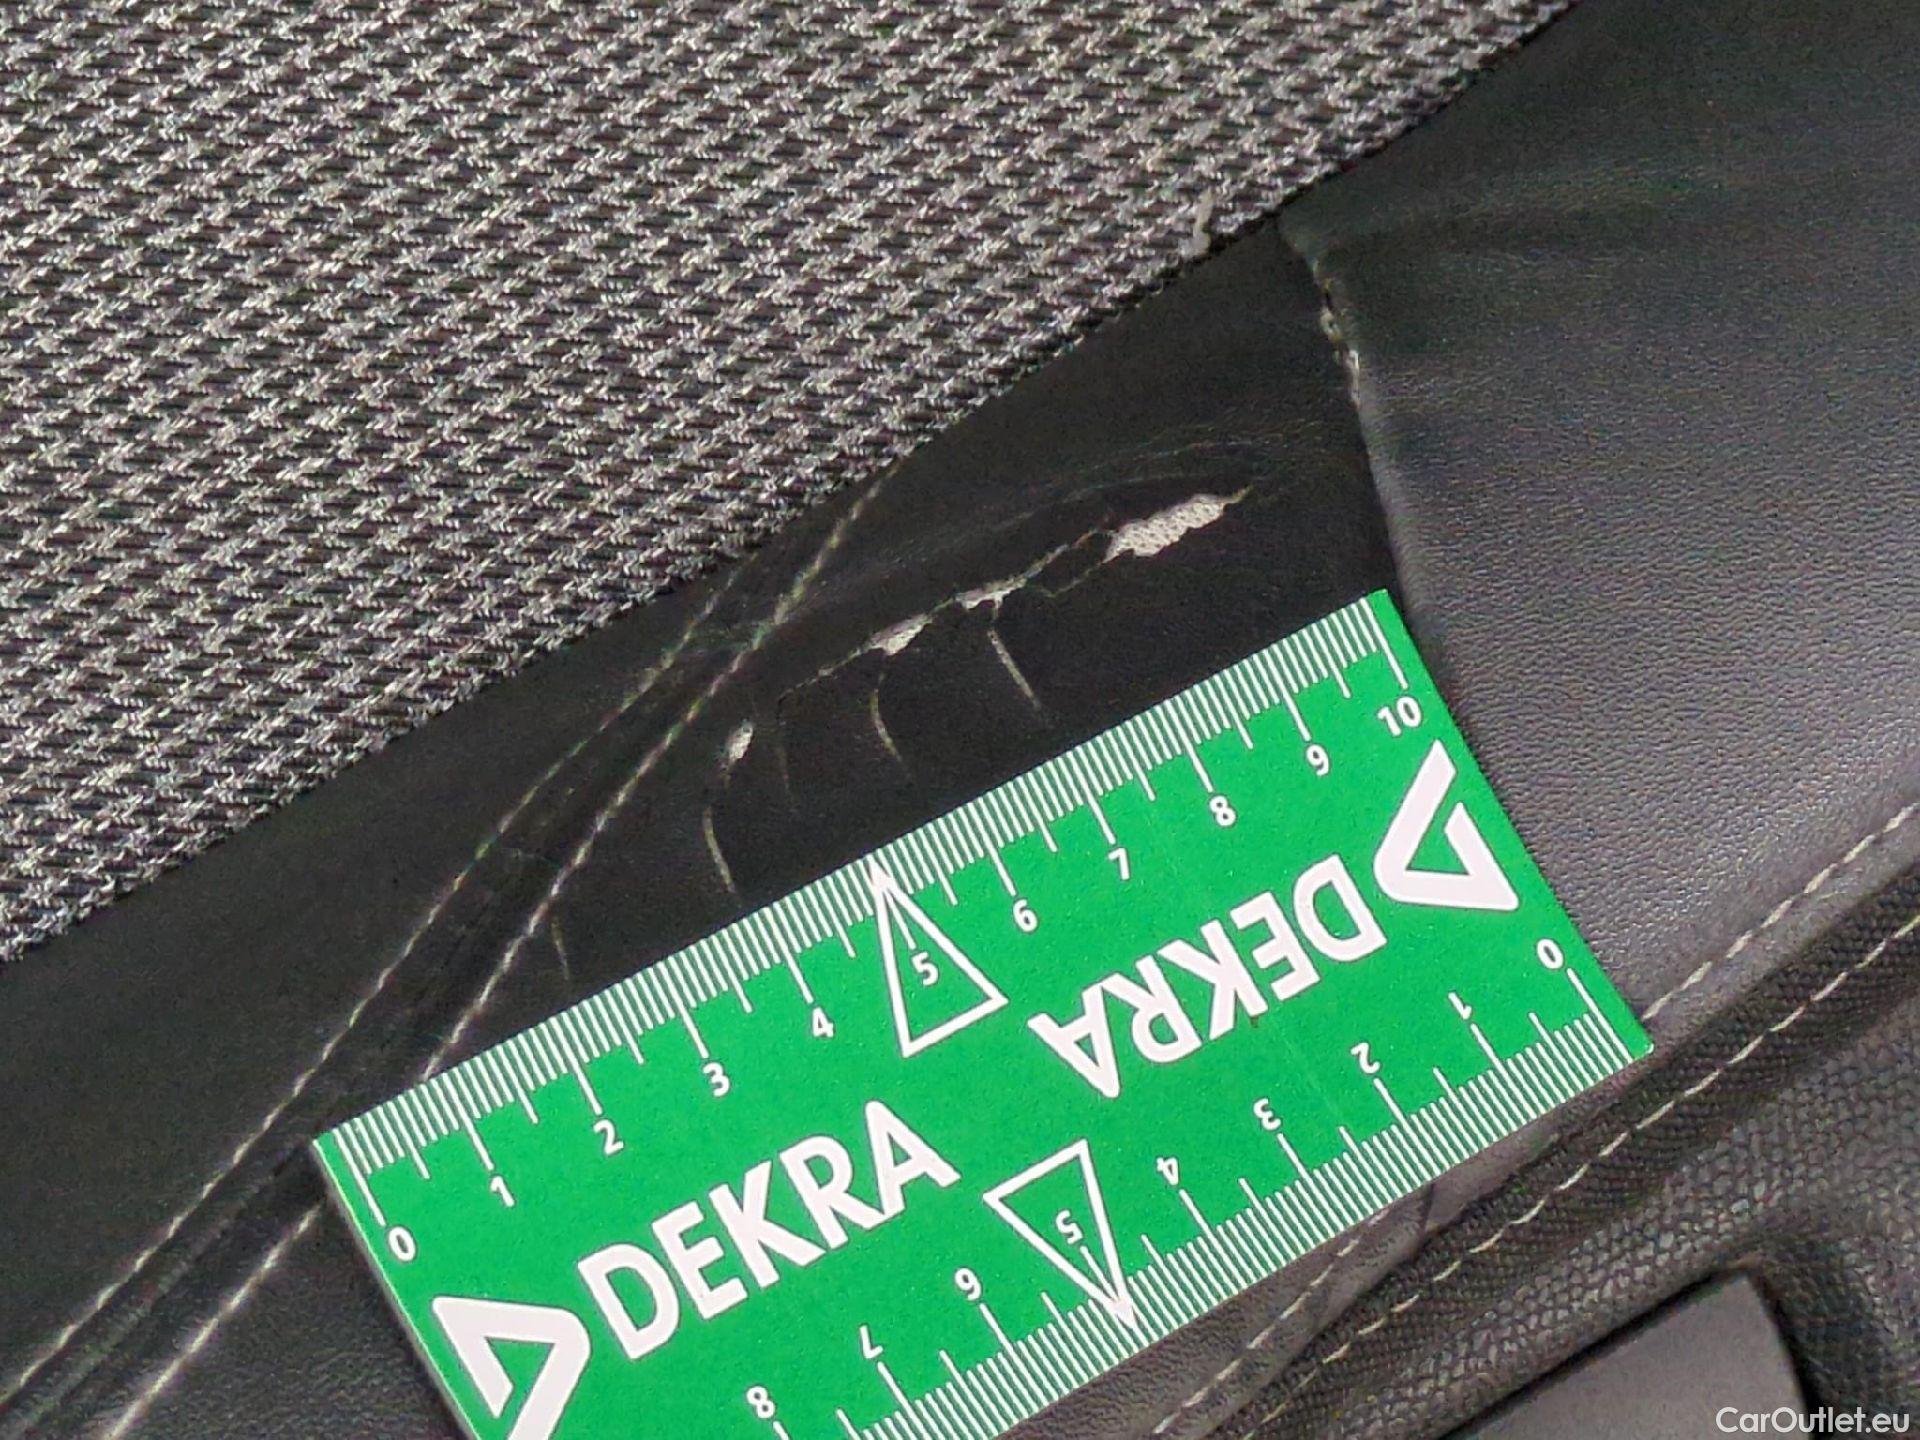 0 1 2 3 4 5 6 7 8 9 10
DEKRA
DEKRA
0 1 2 3 4 5 6 7 8
CarOutlet.eu